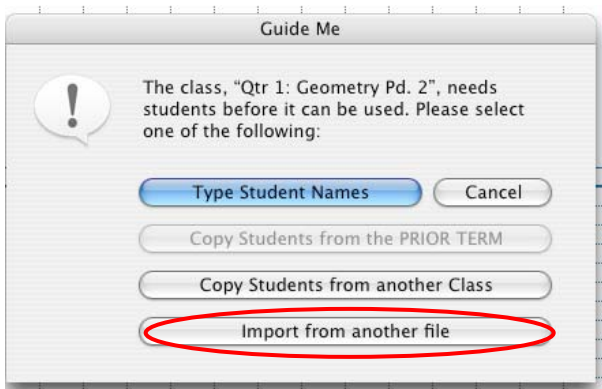 Guide Me
The class, "Qtr 1: Geometry Pd. 2", needs
students before it can be used. Please select
one of the following:
Type Student Names
Cancel
Copy Students from the PRIOR TERM
Copy Students from another Class
Import from another file